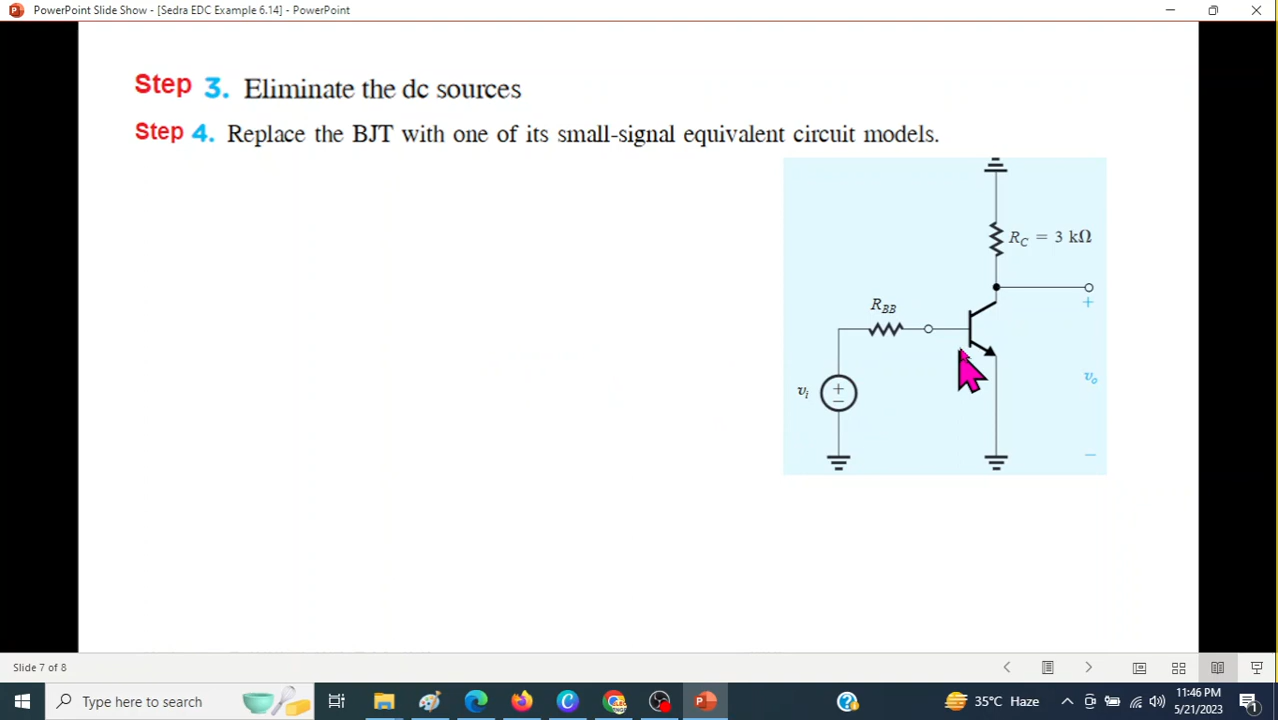 PowerPoint Slide Show - [Sedra EDC Example 6.14] - PowerPoint
Step 3. Eliminate the dc sources
Step 4. Replace the BJT with one of its small-signal equivalent circuit models.
R_C = 3 kΩ
R_BB
+
v_i
+
−
v_o
−
Slide 7 of 8
Type here to search
35°C Haze
11:46 PM
5/21/2023
1